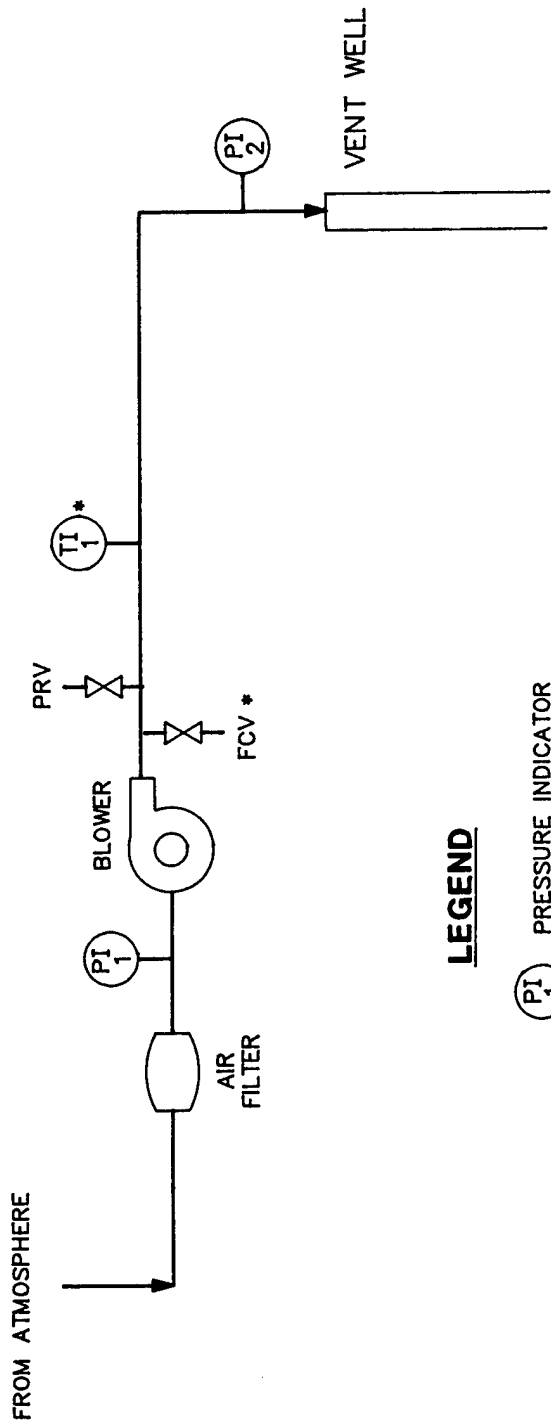 FROM ATMOSPHERE
AIR
FILTER
PI
1
BLOWER
FCV *
PRV
TI
1
*
PI
2
VENT WELL
LEGEND
PI
1
PRESSURE INDICATOR